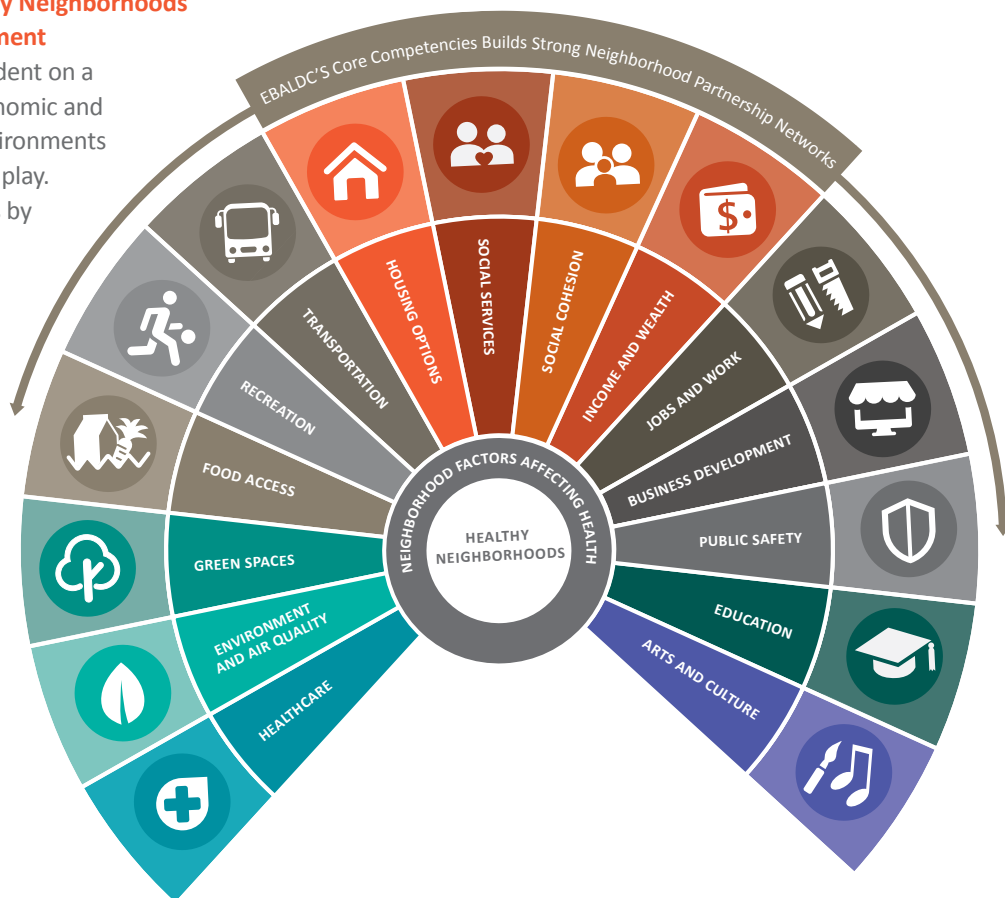 y Neighborhoods
ment
dent on a
nomic and
ironments
play.
by
EBALDC'S Core Competencies Builds Strong Neighborhood Partnership Networks
HEALTHCARE
ENVIRONMENT
AND AIR QUALITY
GREEN SPACES
FOOD ACCESS
RECREATION
TRANSPORTATION
HOUSING OPTIONS
SOCIAL SERVICES
SOCIAL COHESION
INCOME AND WEALTH
JOBS AND WORK
BUSINESS DEVELOPMENT
PUBLIC SAFETY
EDUCATION
ARTS AND CULTURE
NEIGHBORHOOD FACTORS AFFECTING HEALTH
HEALTHY
NEIGHBORHOODS
$